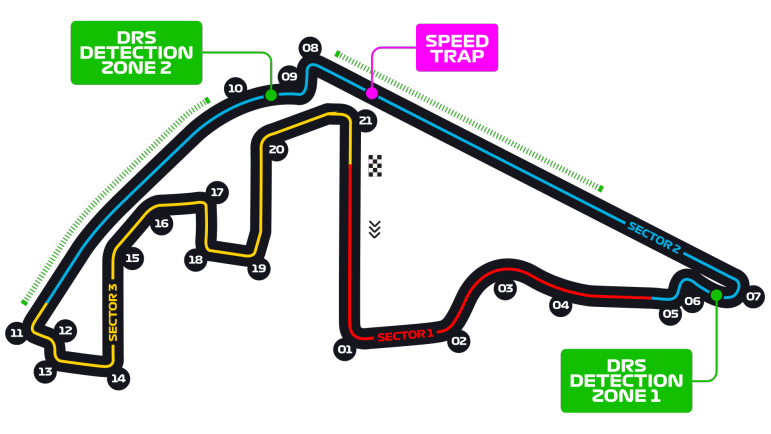 DRS
DETECTION
ZONE 2
SPEED
TRAP
08
09
10
21
20
17
16
18
19
15
SECTOR 3
SECTOR 2
11
12
13
14
01
SECTOR 1
02
03
04
05
06
07
DRS
DETECTION
ZONE 1